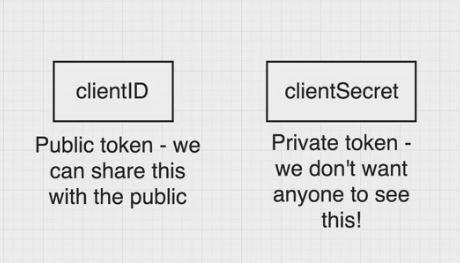 clientID
Public token - we
can share this
with the public
clientSecret
Private token -
we don't want
anyone to see
this!